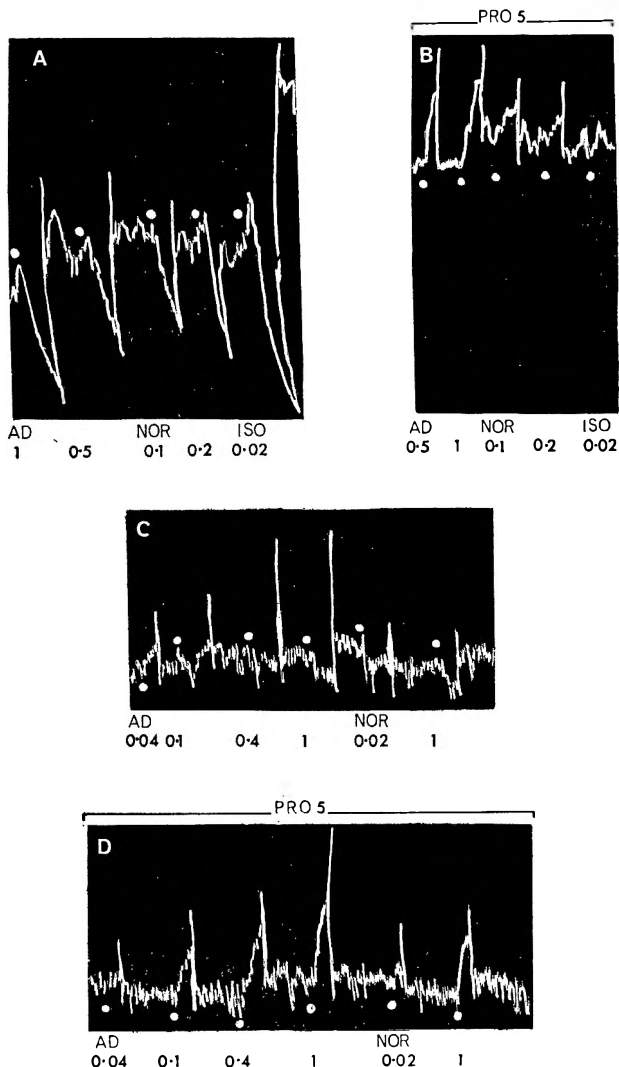 A
AD NOR ISO
1 0·5 0·1 0·2 0·02
PRO 5
B
AD NOR ISO
0·5 1 0·1 0·2 0·02
C
AD NOR
0·04 0·1 0·4 1 0·02 1
PRO 5
D
AD NOR
0·04 0·1 0·4 1 0·02 1